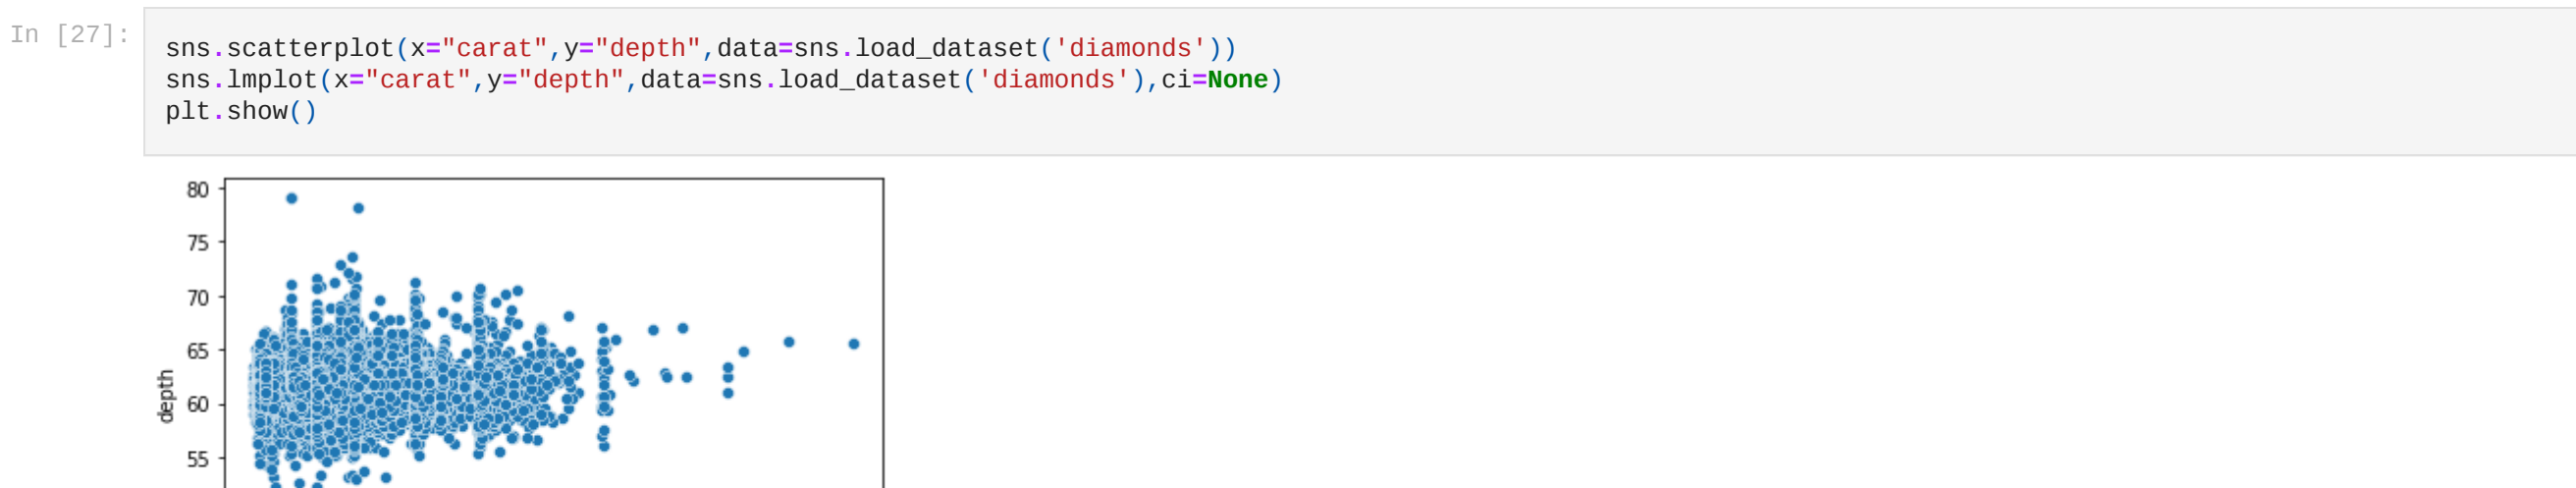 In [27]:
sns.scatterplot(x="carat",y="depth",data=sns.load_dataset('diamonds'))
sns.lmplot(x="carat",y="depth",data=sns.load_dataset('diamonds'),ci=None)
plt.show()
80
75
70
65
60
55
depth